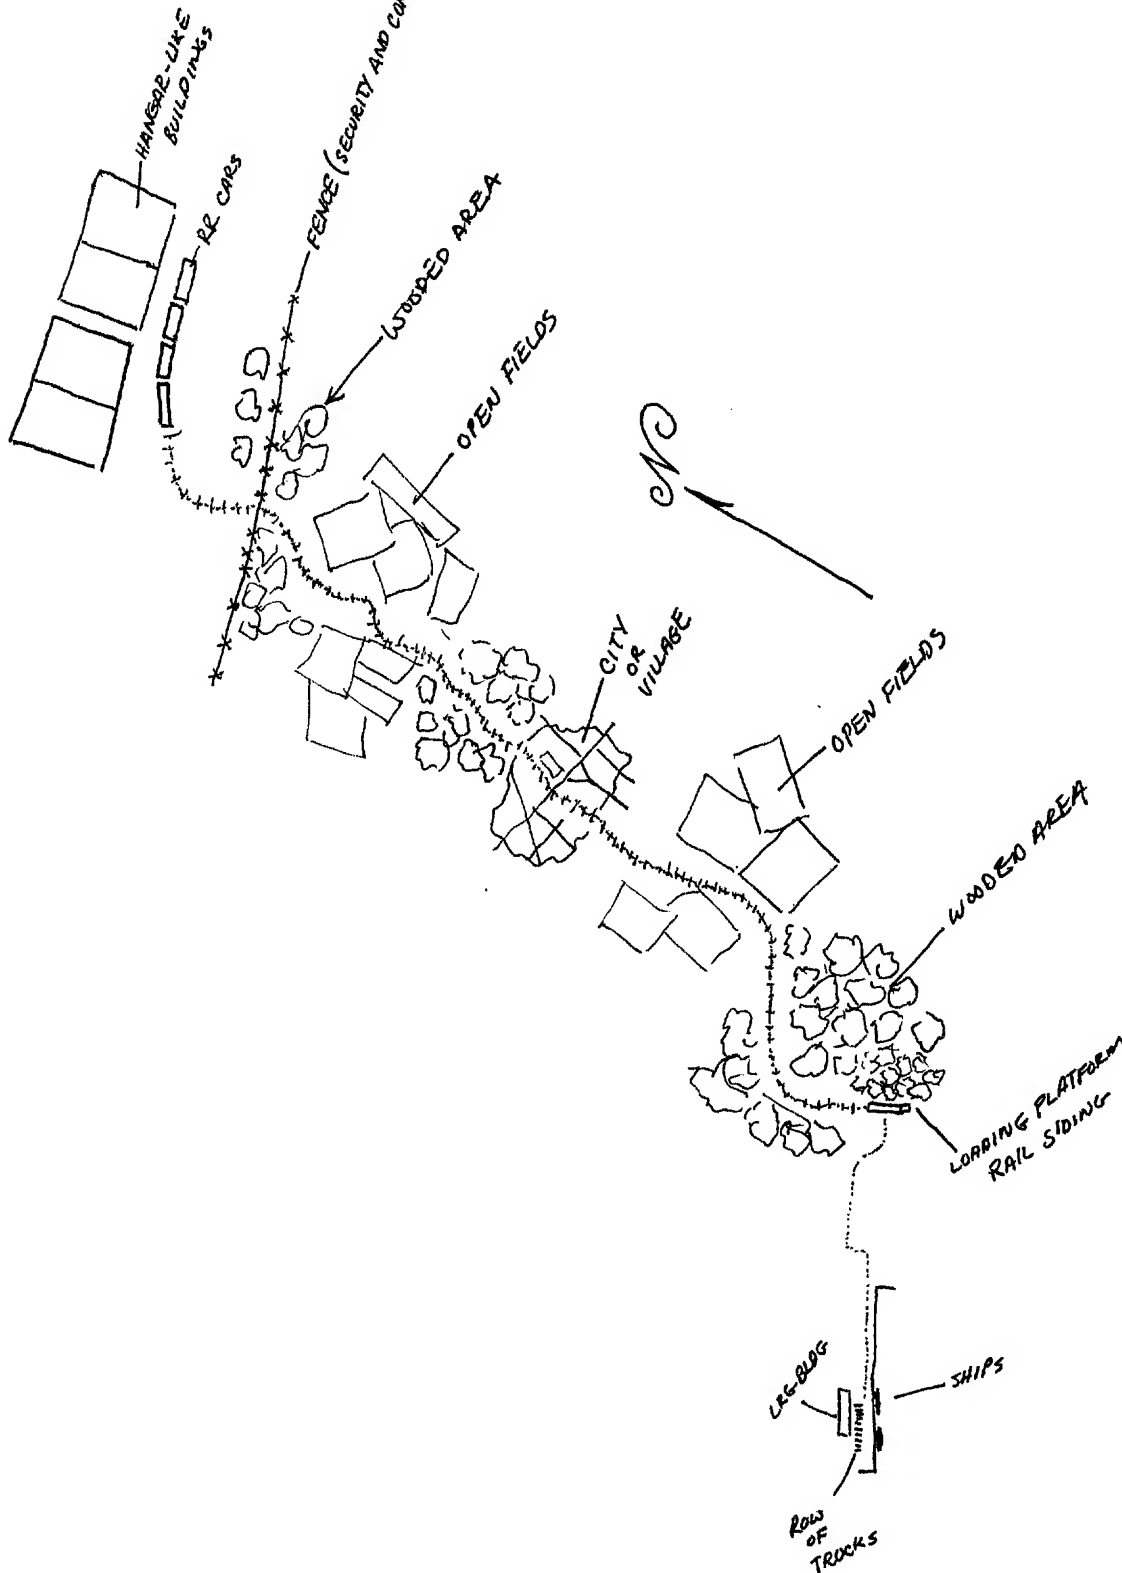 HANGAR-LIKE
BUILDINGS
RR CARS
FENCE (SECURITY AND
WOODED AREA
OPEN FIELDS
N
CITY
OR
VILLAGE
OPEN FIELDS
WOODED AREA
LOADING PLATFORM
RAIL SIDING
LRG-BLDG
SHIPS
ROW
OF
TRUCKS